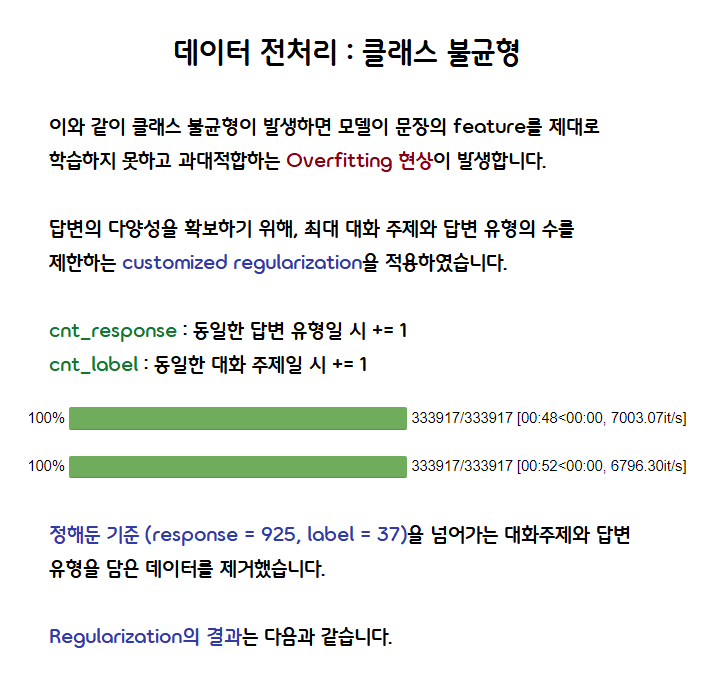 데이터 전처리 : 클래스 불균형
이와 같이 클래스 불균형이 발생하면 모델이 문장의 feature를 제대로
학습하지 못하고 과대적합하는 Overfitting 현상이 발생합니다.
답변의 다양성을 확보하기 위해, 최대 대화 주제와 답변 유형의 수를
제한하는 customized regularization을 적용하였습니다.
cnt_response : 동일한 답변 유형일 시 += 1
cnt_label : 동일한 대화 주제일 시 += 1
100% 333917/333917 [00:48<00:00, 7003.07it/s]
100% 333917/333917 [00:52<00:00, 6796.30it/s]
정해둔 기준 (response = 925, label = 37)을 넘어가는 대화주제와 답변
유형을 담은 데이터를 제거했습니다.
Regularization의 결과는 다음과 같습니다.